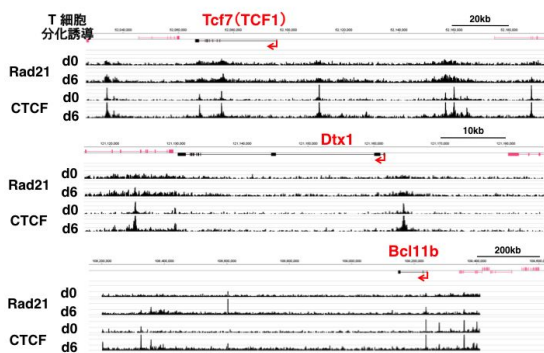 T 細胞
分化誘導
Tcf7(TCF1)
20kb
Rad21
d0
d6
CTCF
d0
d6
Dtx1
10kb
Rad21
d0
d6
CTCF
d0
d6
Bcl11b
200kb
Rad21
d0
d6
CTCF
d0
d6